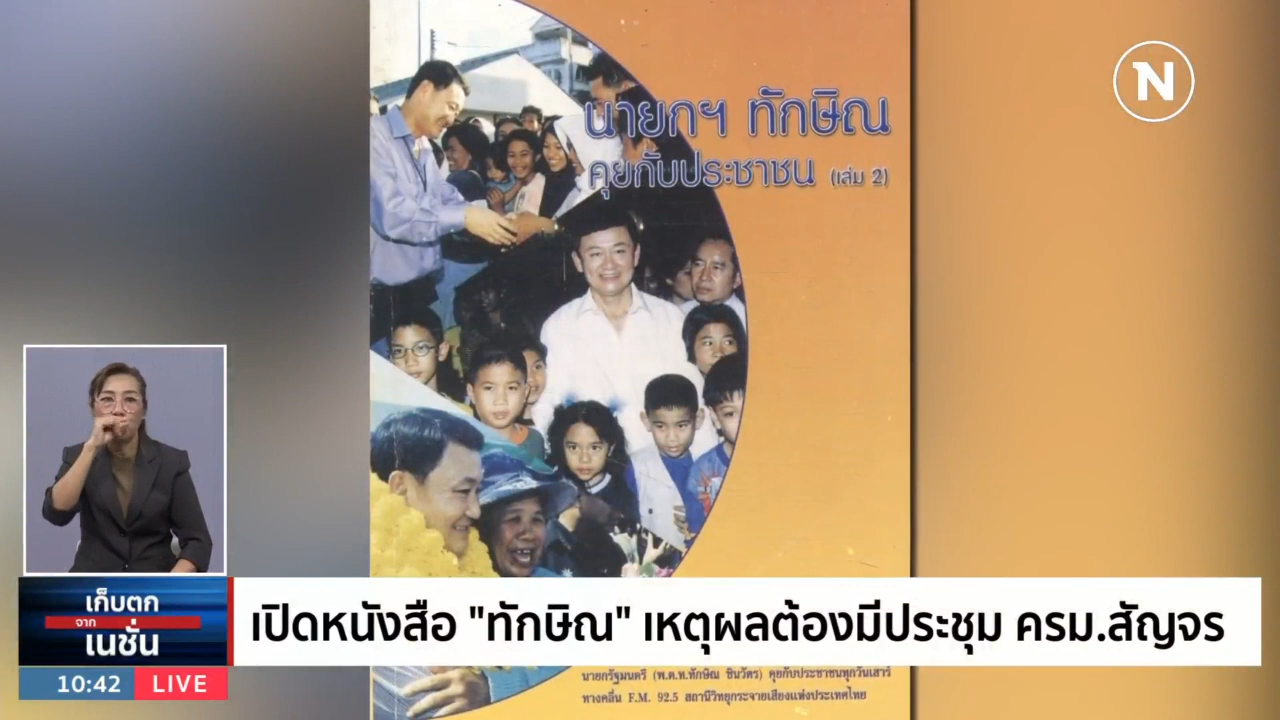 N
นายกฯ ทักษิณ
คุยกับประชาชน (เล่ม 2)
เก็บตก
จาก
เนชั่น
เปิดหนังสือ "ทักษิณ" เหตุผลต้องมีประชุม ครม.สัญจร
10:42 LIVE
นายกรัฐมนตรี (พ.ต.ท.ทักษิณ ชินวัตร) คุยกับประชาชนทุกวันเสาร์
ทางคลื่น F.M. 92.5 สถานีวิทยุกระจายเสียงแห่งประเทศไทย